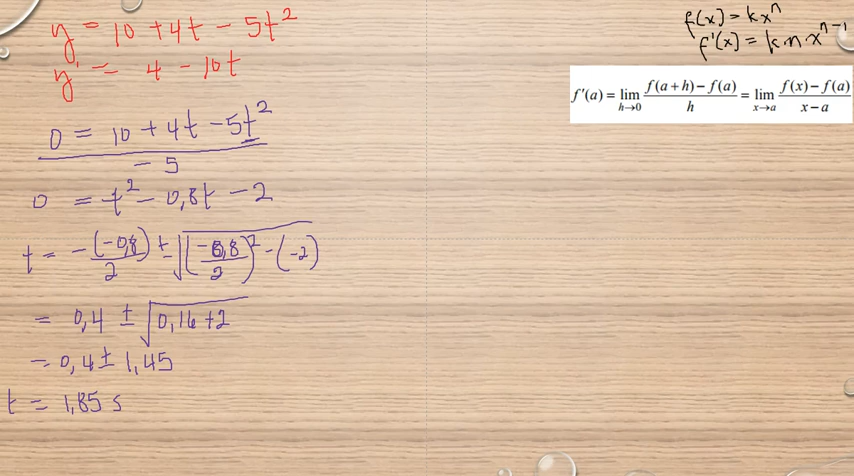 y = 10 + 4t - 5t²
y' = 4 - 10t
0 = 10 + 4t - 5t²
-5
0 = t² - 0,8t - 2
t = -(-0,8)/2 ± √((-0,8/2)² - (-2))
= 0,4 ± √(0,16 + 2)
= 0,4 ± 1,45
t = 1,85 s
f(x) = kx^n
f'(x) = k n x^(n-1)
f'(a) = lim h→0 (f(a+h) - f(a))/h = lim x→a (f(x) - f(a))/(x - a)